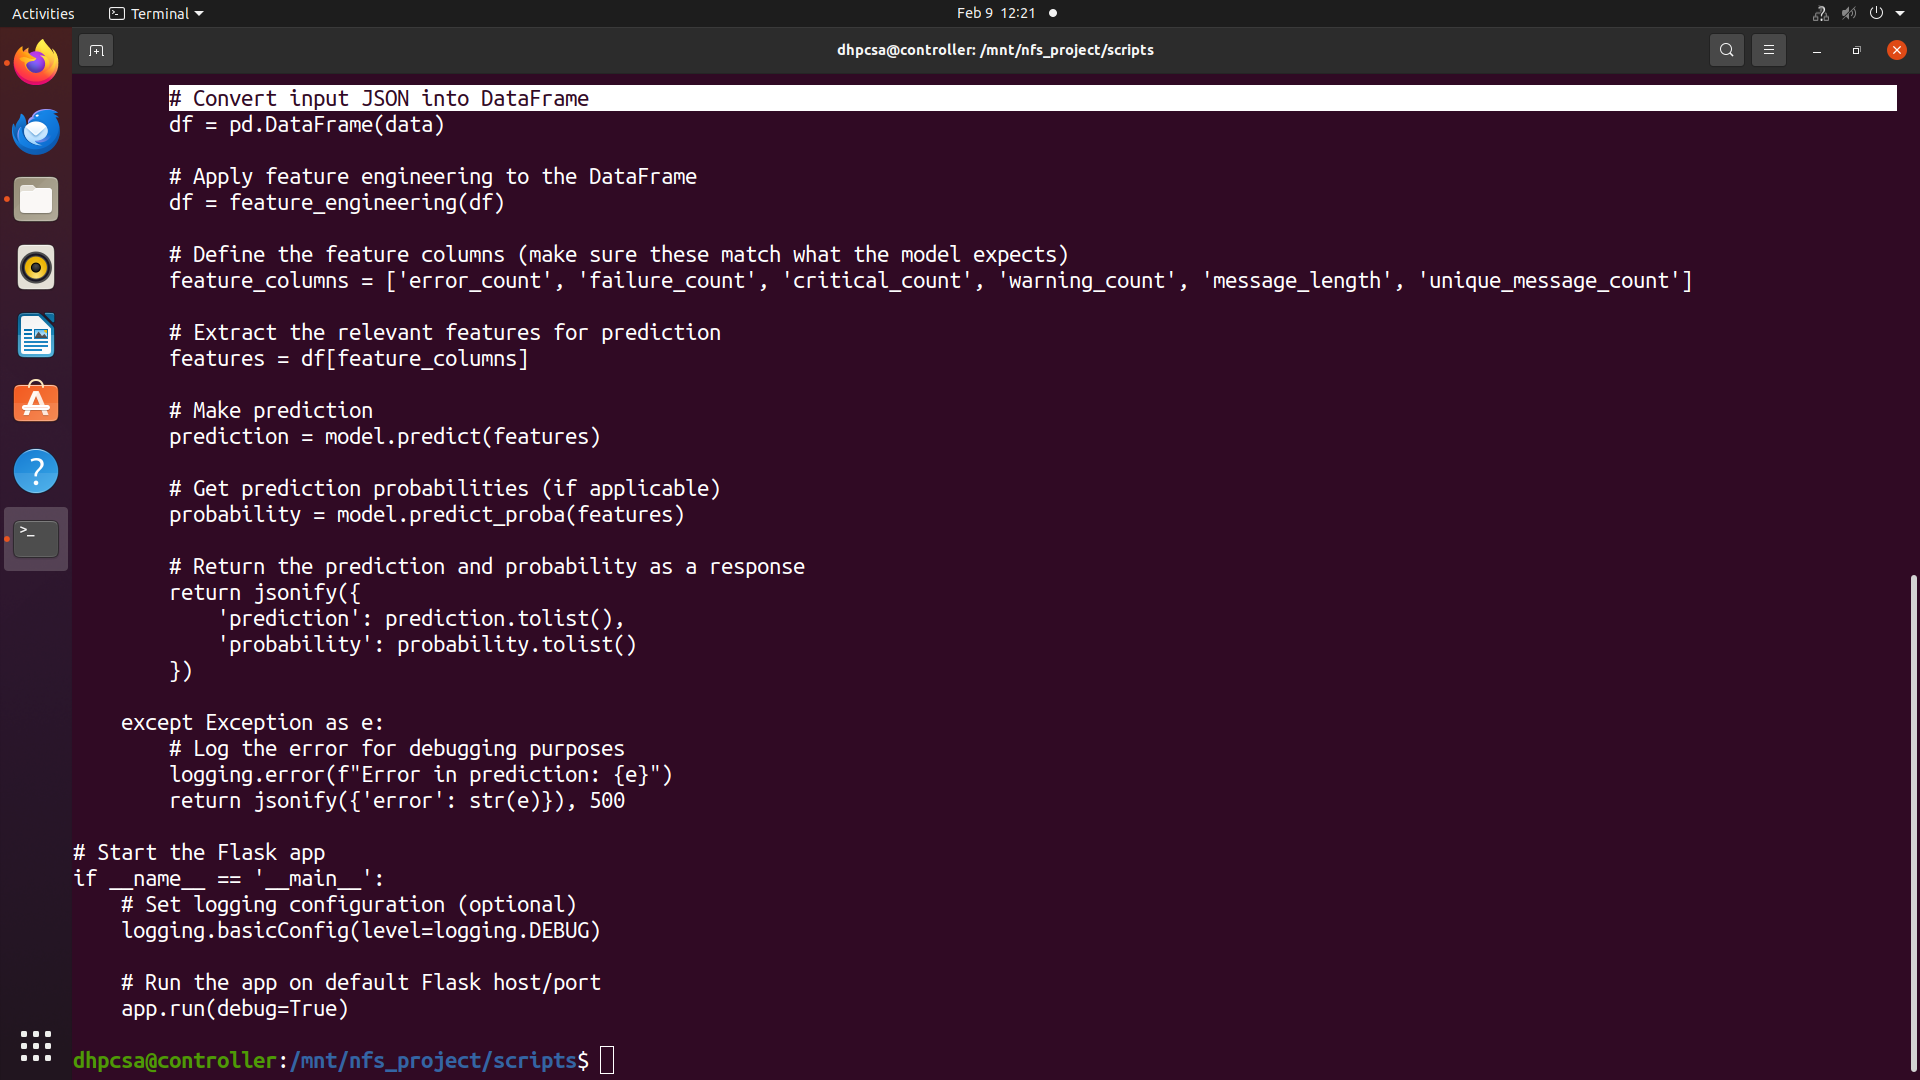 Activities
Terminal
Feb 9 12:21
dhpcsa@controller: /mnt/nfs_project/scripts
# Convert input JSON into DataFrame
df = pd.DataFrame(data)
# Apply feature engineering to the DataFrame
df = feature_engineering(df)
# Define the feature columns (make sure these match what the model expects)
feature_columns = ['error_count', 'failure_count', 'critical_count', 'warning_count', 'message_length', 'unique_message_count']
# Extract the relevant features for prediction
features = df[feature_columns]
# Make prediction
prediction = model.predict(features)
# Get prediction probabilities (if applicable)
probability = model.predict_proba(features)
# Return the prediction and probability as a response
return jsonify({
'prediction': prediction.tolist(),
'probability': probability.tolist()
})
except Exception as e:
# Log the error for debugging purposes
logging.error(f"Error in prediction: {e}")
return jsonify({'error': str(e)}), 500
# Start the Flask app
if __name__ == '__main__':
# Set logging configuration (optional)
logging.basicConfig(level=logging.DEBUG)
# Run the app on default Flask host/port
app.run(debug=True)
dhpcsa@controller:/mnt/nfs_project/scripts$